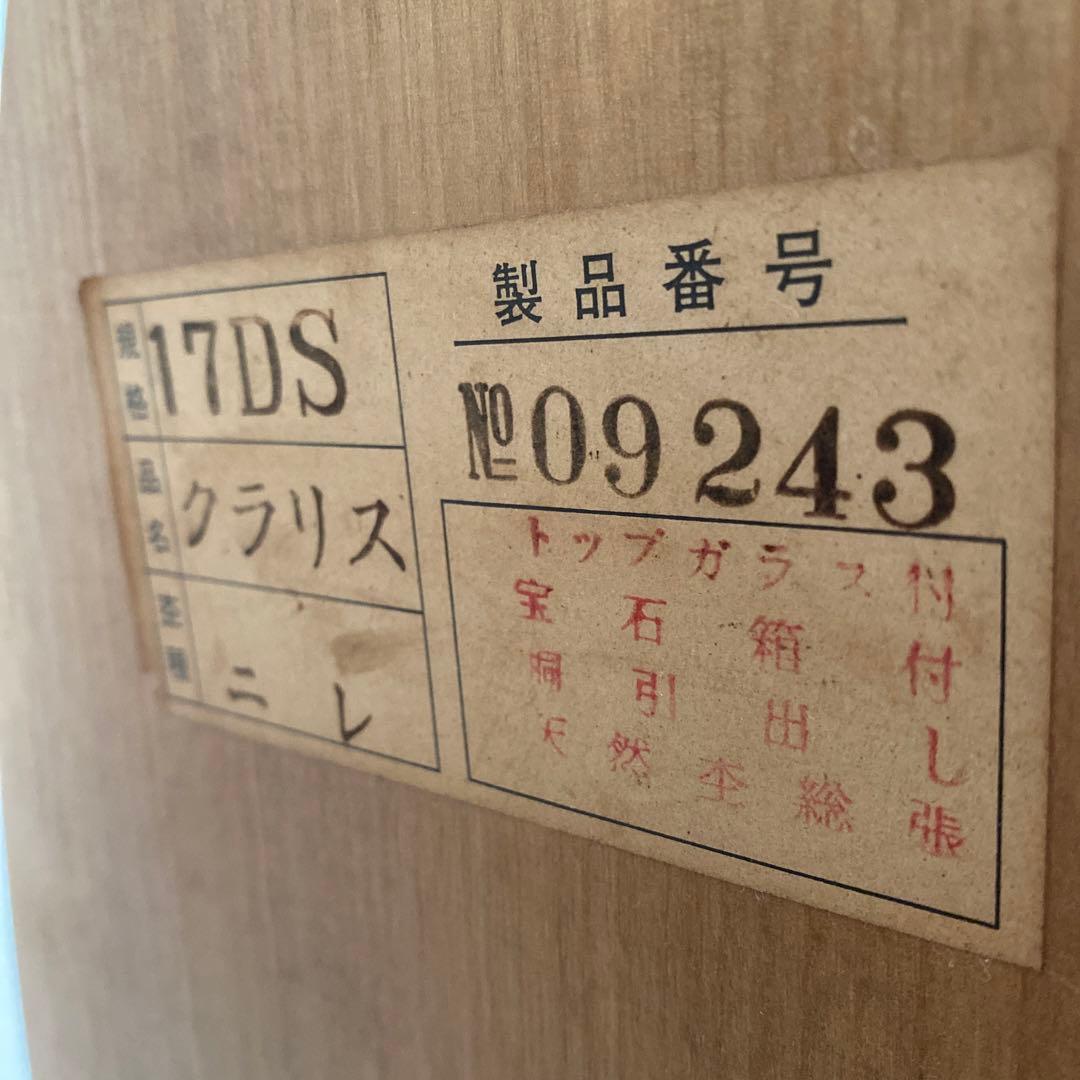 規格 17DS
品名 クラリス
杢種 ニレ
製品番号
№09243
トップガラス付
宝石箱付
桐引出し
天然杢総張